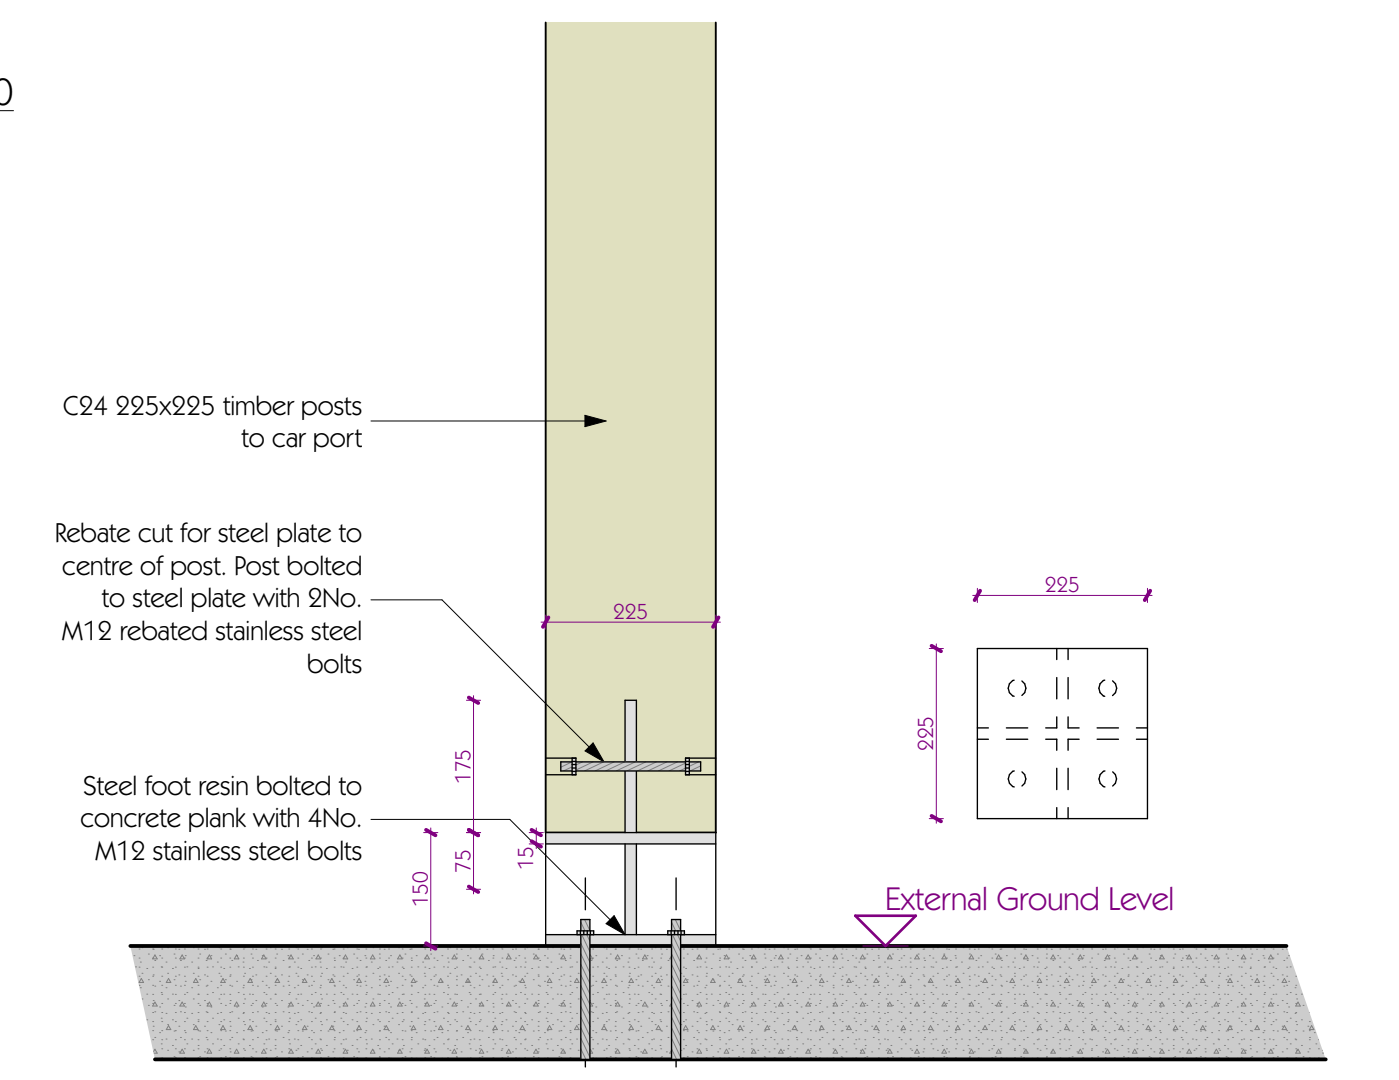 0
C24 225x225 timber posts
to car port
Rebate cut for steel plate to
centre of post. Post bolted
to steel plate with 2No.
M12 rebated stainless steel
bolts
225
225
225
175
Steel foot resin bolted to
concrete plank with 4No.
M12 stainless steel bolts
15
75
150
External Ground Level